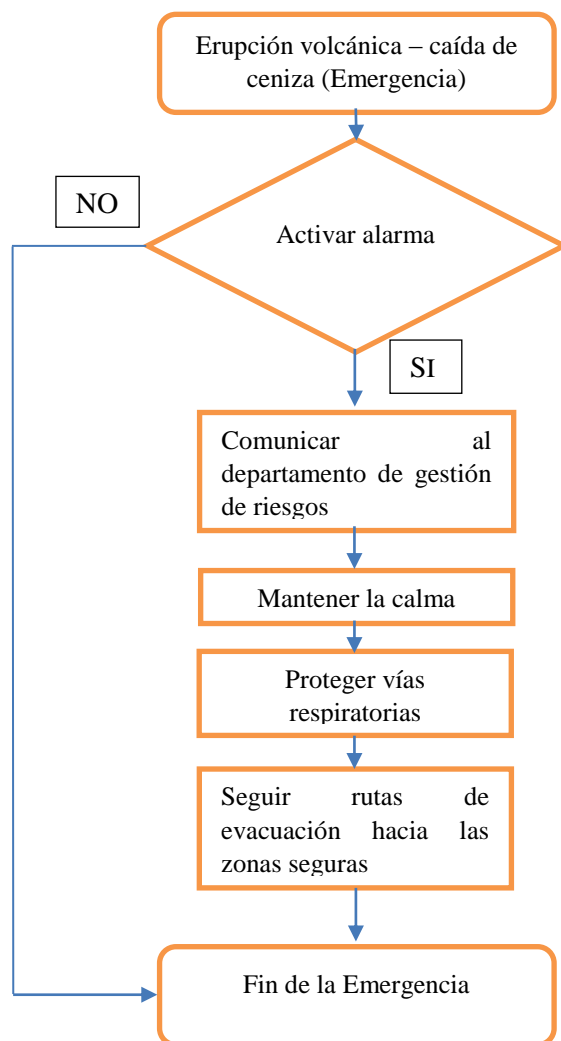 Erupción volcánica – caída de
ceniza (Emergencia)
NO
Activar alarma
SI
Comunicar al
departamento de gestión
de riesgos
Mantener la calma
Proteger vías
respiratorias
Seguir rutas de
evacuación hacia las
zonas seguras
Fin de la Emergencia